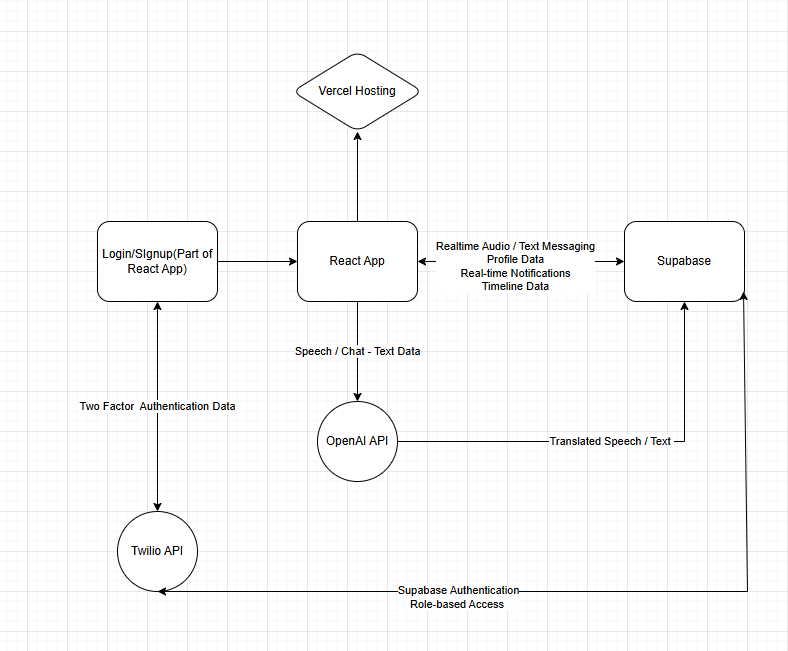 Vercel Hosting
Login/SIgnup(Part of
React App)
React App
Realtime Audio / Text Messaging
Profile Data
Real-time Notifications
Timeline Data
Supabase
Speech / Chat - Text Data
Two Factor  Authentication Data
OpenAI API
Translated Speech / Text
Twilio API
Supabase Authentication
Role-based Access